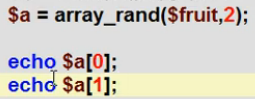 $a = array_rand($fruit,2);
echo $a[0];
echo $a[1];